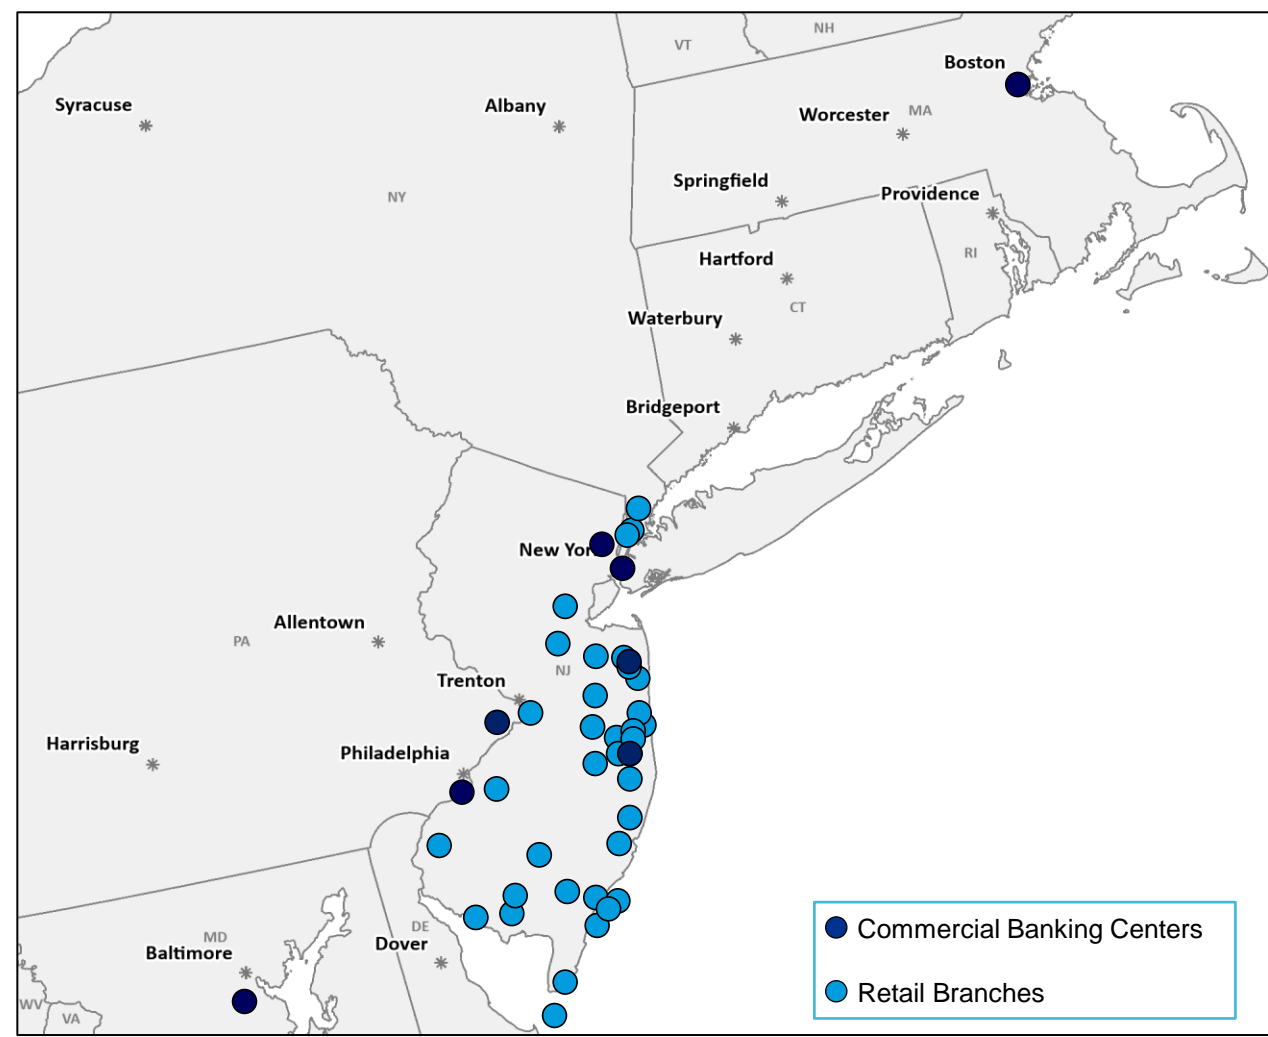 NH
VT
Boston
Syracuse
Albany
MA
Worcester
Springfield
Providence
NY
RI
Hartford
CT
Waterbury
Bridgeport
New York
Allentown
PA
NJ
Trenton
Harrisburg
Philadelphia
DE
MD
Dover
Baltimore
WV
VA
Commercial Banking Centers
Retail Branches